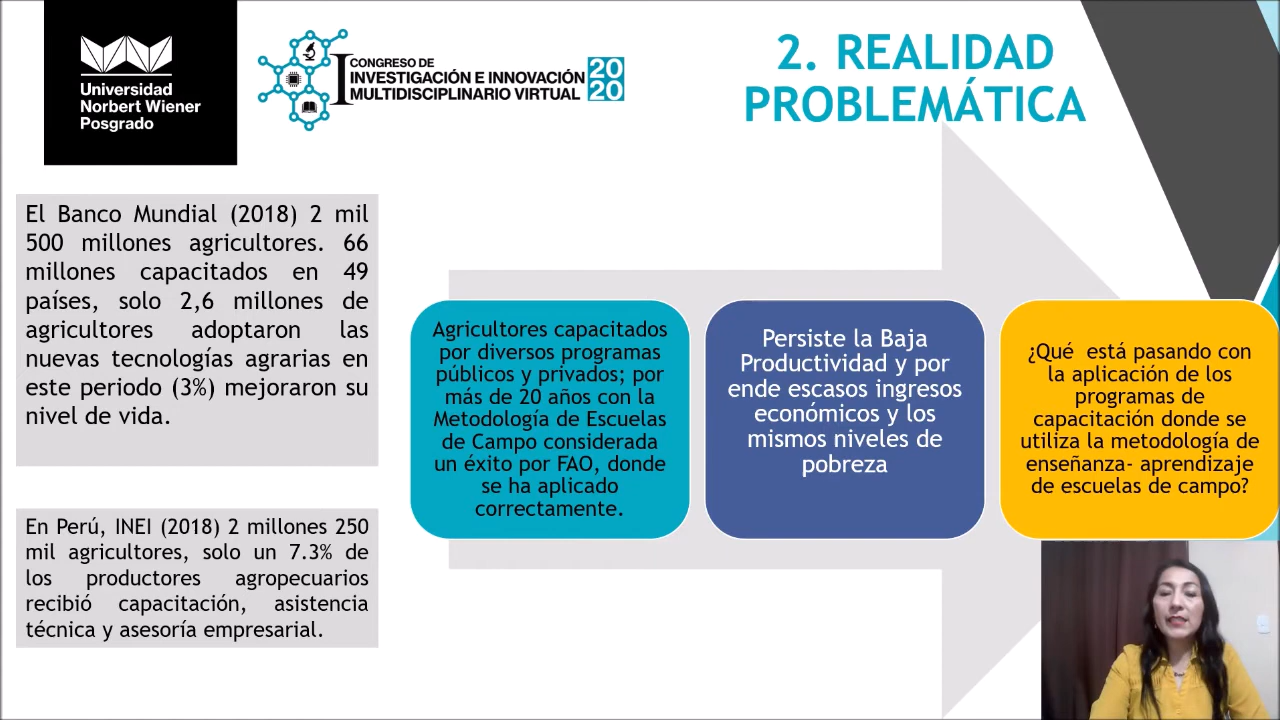 Universidad
Norbert Wiener
Posgrado
I CONGRESO DE
INVESTIGACIÓN E INNOVACIÓN
MULTIDISCIPLINARIO VIRTUAL
20
20
2. REALIDAD
PROBLEMÁTICA
El Banco Mundial (2018) 2 mil
500 millones agricultores. 66
millones capacitados en 49
países, solo 2,6 millones de
agricultores adoptaron las
nuevas tecnologías agrarias en
este periodo (3%) mejoraron su
nivel de vida.
En Perú, INEI (2018) 2 millones 250
mil agricultores, solo un 7.3% de
los productores agropecuarios
recibió capacitación, asistencia
técnica y asesoría empresarial.
Agricultores capacitados
por diversos programas
públicos y privados; por
más de 20 años con la
Metodología de Escuelas
de Campo considerada
un éxito por FAO, donde
se ha aplicado
correctamente.
Persiste la Baja
Productividad y por
ende escasos ingresos
económicos y los
mismos niveles de
pobreza
¿Qué está pasando con
la aplicación de los
programas de
capacitación donde se
utiliza la metodología de
enseñanza- aprendizaje
de escuelas de campo?